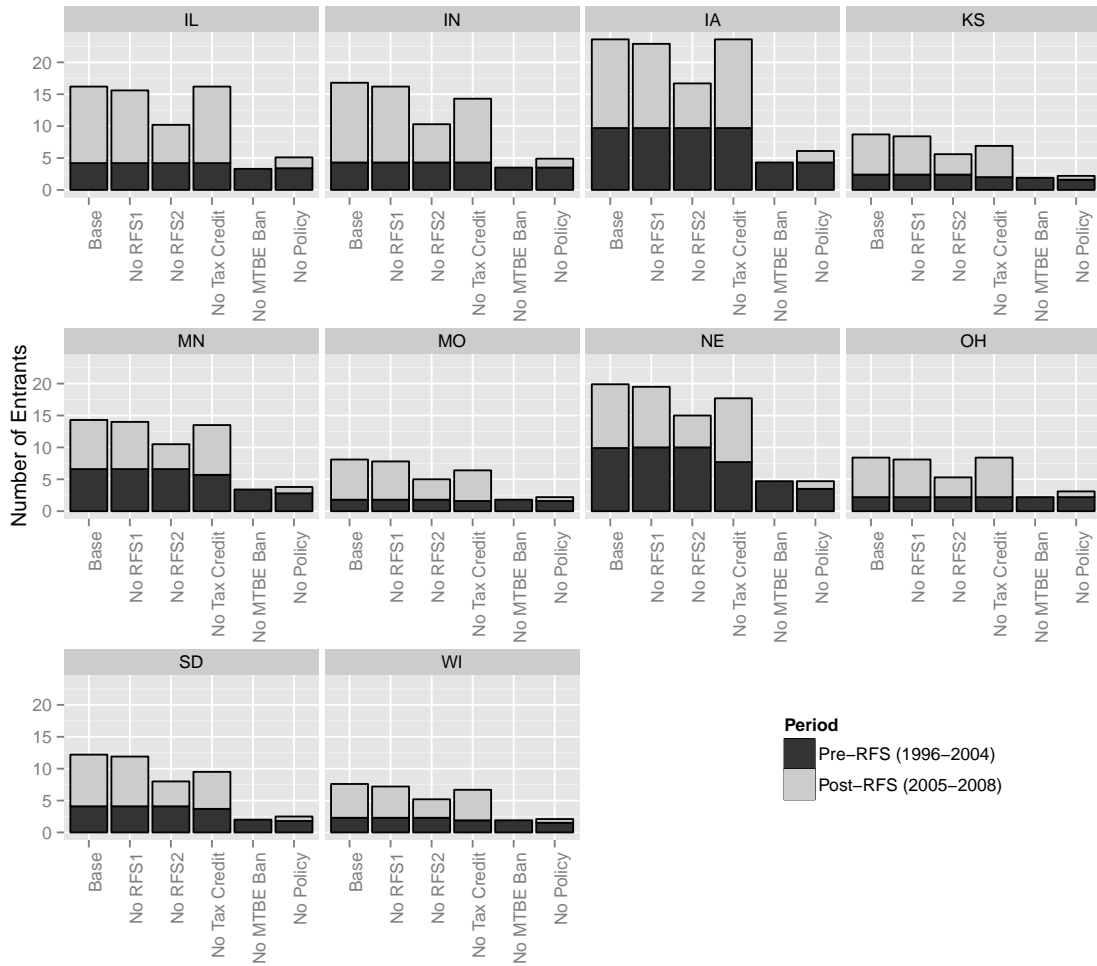 IL
IN
IA
KS
20
15
10
5
0
Base
No RFS1
No RFS2
No Tax Credit
No MTBE Ban
No Policy
Base
No RFS1
No RFS2
No Tax Credit
No MTBE Ban
No Policy
Base
No RFS1
No RFS2
No Tax Credit
No MTBE Ban
No Policy
Base
No RFS1
No RFS2
No Tax Credit
No MTBE Ban
No Policy
Number of Entrants
MN
MO
NE
OH
20
15
10
5
0
Base
No RFS1
No RFS2
No Tax Credit
No MTBE Ban
No Policy
Base
No RFS1
No RFS2
No Tax Credit
No MTBE Ban
No Policy
Base
No RFS1
No RFS2
No Tax Credit
No MTBE Ban
No Policy
Base
No RFS1
No RFS2
No Tax Credit
No MTBE Ban
No Policy
SD
WI
20
15
10
5
0
Base
No RFS1
No RFS2
No Tax Credit
No MTBE Ban
No Policy
Base
No RFS1
No RFS2
No Tax Credit
No MTBE Ban
No Policy
Period
Pre−RFS (1996−2004)
Post−RFS (2005−2008)